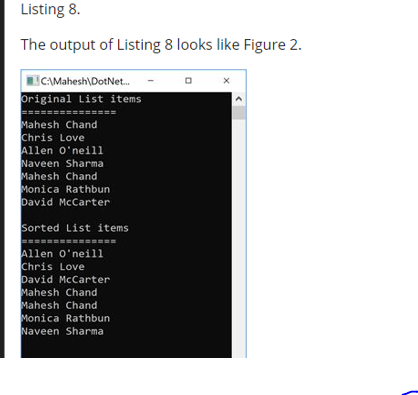 Listing 8.
The output of Listing 8 looks like Figure 2.
C:\Mahesh\DotNet...
Original List items
===============
Mahesh Chand
Chris Love
Allen O'neill
Naveen Sharma
Mahesh Chand
Monica Rathbun
David McCarter
Sorted List items
===============
Allen O'neill
Chris Love
David McCarter
Mahesh Chand
Mahesh Chand
Monica Rathbun
Naveen Sharma